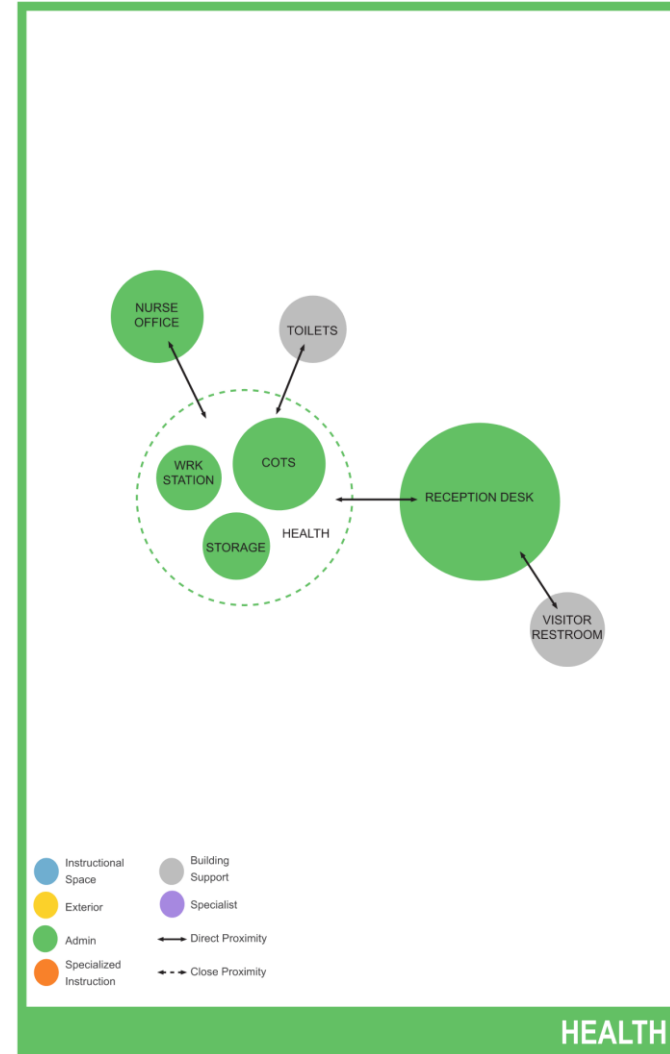 NURSE
OFFICE
TOILETS
WRK
STATION
COTS
STORAGE
HEALTH
RECEPTION DESK
VISITOR
RESTROOM
Instructional
Space
Exterior
Admin
Specialized
Instruction
Building
Support
Specialist
Direct Proximity
Close Proximity
HEALTH